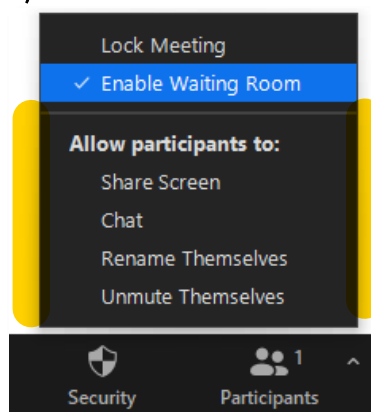 Lock Meeting
✓ Enable Waiting Room
Allow participants to:
Share Screen
Chat
Rename Themselves
Unmute Themselves
1
Security Participants